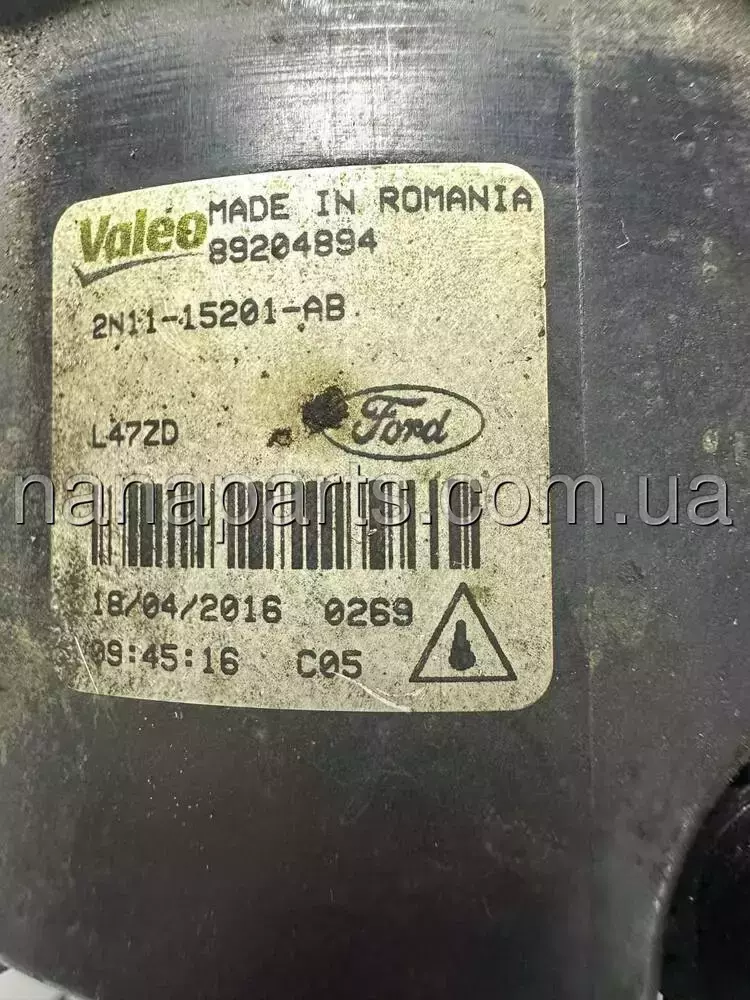 Valeo MADE IN ROMANIA
89204894
2N11-15201-AB
L47ZD
Ford
nanaparts.com.ua
18/04/2016 0269
09:45:16 C05